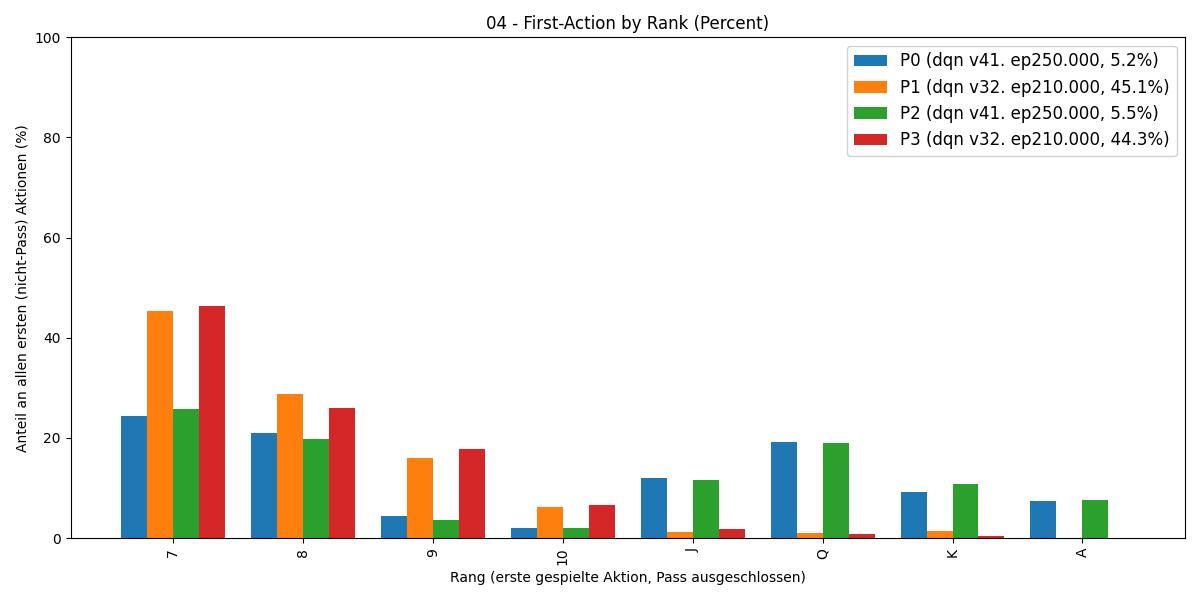 04 - First-Action by Rank (Percent)
P0 (dqn v41. ep250.000, 5.2%)
P1 (dqn v32. ep210.000, 45.1%)
P2 (dqn v41. ep250.000, 5.5%)
P3 (dqn v32. ep210.000, 44.3%)
Anteil an allen ersten (nicht-Pass) Aktionen (%)
100
80
60
40
20
0
7
8
9
10
J
Q
K
A
Rang (erste gespielte Aktion, Pass ausgeschlossen)